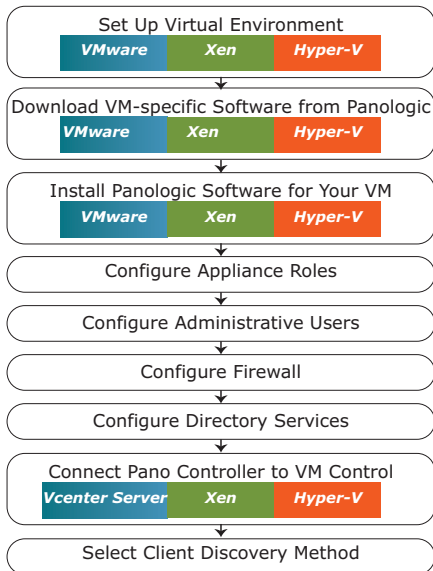 Set Up Virtual Environment
VMware Xen Hyper-V
Download VM-specific Software from Panologic
VMware Xen Hyper-V
Install Panologic Software for Your VM
VMware Xen Hyper-V
Configure Appliance Roles
Configure Administrative Users
Configure Firewall
Configure Directory Services
Connect Pano Controller to VM Control
Vcenter Server Xen Hyper-V
Select Client Discovery Method